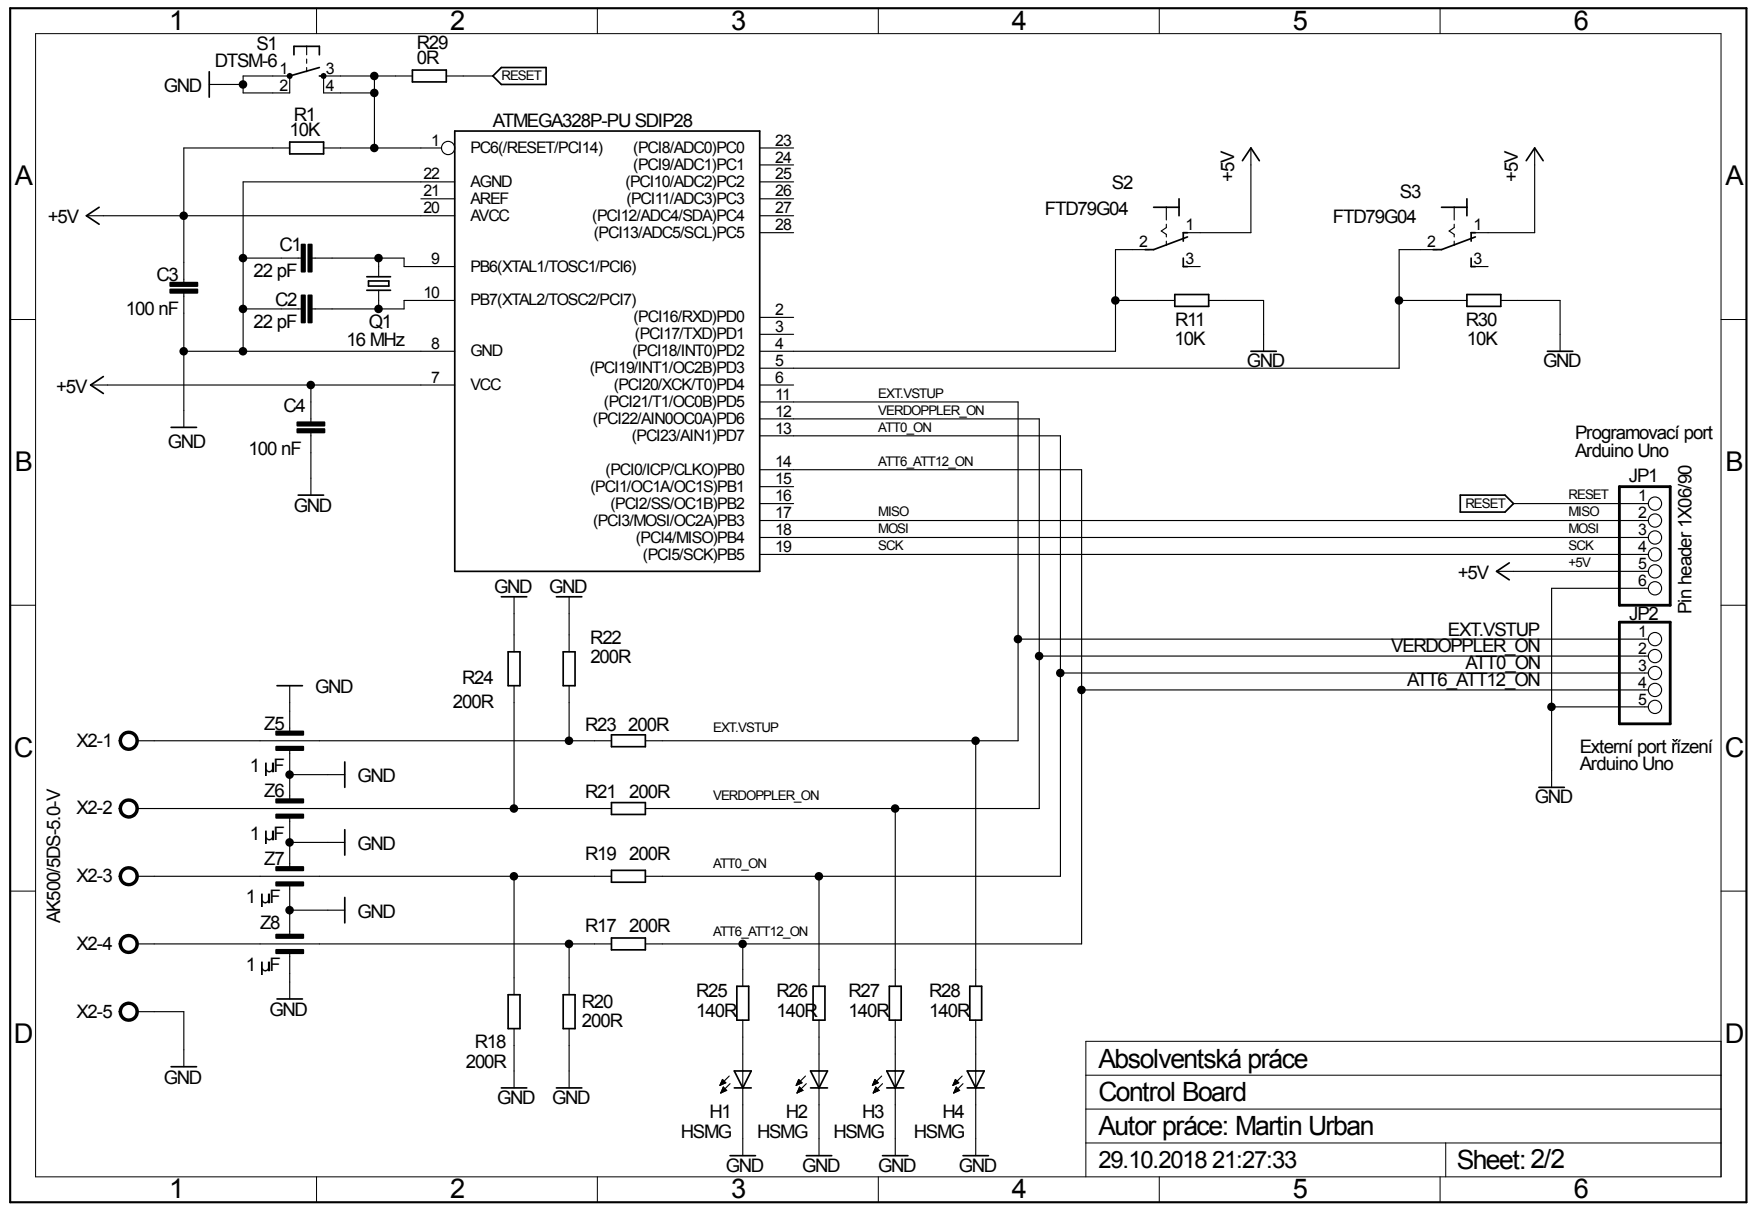 1 2 3 4 5 6
A
B
C
D
A
B
C
D
S1
DTSM-6
1 3
2 4
GND
R29
0R
RESET
R1
10K
ATMEGA328P-PU SDIP28
1 PC6(/RESET/PCI14)
22 AGND
21 AREF
20 AVCC
9 PB6(XTAL1/TOSC1/PCI6)
10 PB7(XTAL2/TOSC2/PCI7)
8 GND
7 VCC
(PCI8/ADC0)PC0 23
(PCI9/ADC1)PC1 24
(PCI10/ADC2)PC2 25
(PCI11/ADC3)PC3 26
(PCI12/ADC4/SDA)PC4 27
(PCI13/ADC5/SCL)PC5 28
(PCI16/RXD)PD0 2
(PCI17/TXD)PD1 3
(PCI18/INT0)PD2 4
(PCI19/INT1/OC2B)PD3 5
(PCI20/XCK/T0)PD4 6
(PCI21/T1/OC0B)PD5 11
(PCI22/AIN0OC0A)PD6 12
(PCI23/AIN1)PD7 13
(PCI0/ICP/CLKO)PB0 14
(PCI1/OC1A/OC1S)PB1 15
(PCI2/SS/OC1B)PB2 16
(PCI3/MOSI/OC2A)PB3 17
(PCI4/MISO)PB4 18
(PCI5/SCK)PB5 19
+5V
C1
22 pF
C2
22 pF
C3
100 nF
Q1
16 MHz
+5V
C4
100 nF
GND
GND
S2
FTD79G04
1
2
3
+5V
R11
10K
GND
S3
FTD79G04
1
2
3
+5V
R30
10K
GND
EXT.VSTUP
VERDOPPLER_ON
ATT0_ON
ATT6_ATT12_ON
MISO
MOSI
SCK
Programovací port
Arduino Uno
JP1
Pin header 1X06/90
RESET
RESET 1
MISO 2
MOSI 3
SCK 4
+5V
+5V 5
6
JP2
EXT.VSTUP 1
VERDOPPLER_ON 2
ATT0_ON 3
ATT6_ATT12_ON 4
5
Externí port řízení
Arduino Uno
GND
GND GND
R22
200R
R24
200R
GND
Z5
1 µF
GND
Z6
1 µF
GND
Z7
1 µF
GND
Z8
1 µF
GND
AK500/5DS-5.0-V
X2-1
X2-2
X2-3
X2-4
X2-5
GND
R23 200R
EXT.VSTUP
R21 200R
VERDOPPLER_ON
R19 200R
ATT0_ON
R17 200R
ATT6_ATT12_ON
R18
200R
R20
200R
GND GND
R25
140R
R26
140R
R27
140R
R28
140R
H1
HSMG
H2
HSMG
H3
HSMG
H4
HSMG
GND GND GND GND
Absolventská práce
Control Board
Autor práce: Martin Urban
29.10.2018 21:27:33
Sheet: 2/2
1 2 3 4 5 6